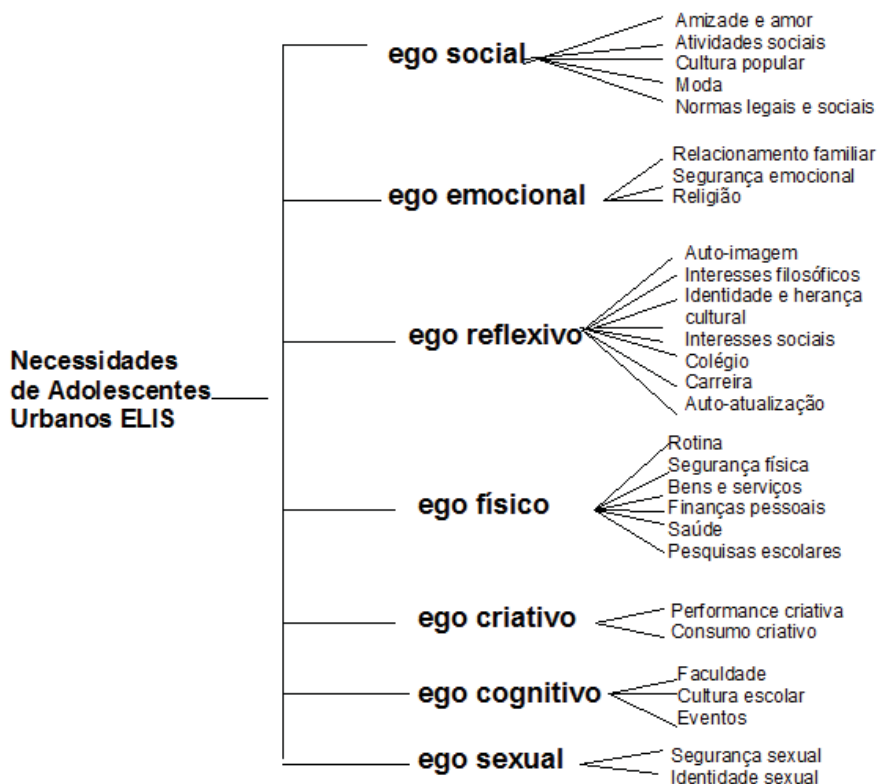 Necessidades
de Adolescentes
Urbanos ELIS
ego social
Amizade e amor
Atividades sociais
Cultura popular
Moda
Normas legais e sociais
ego emocional
Relacionamento familiar
Segurança emocional
Religião
ego reflexivo
Auto-imagem
Interesses filosóficos
Identidade e herança
cultural
Interesses sociais
Colégio
Carreira
Auto-atualização
ego físico
Rotina
Segurança física
Bens e serviços
Finanças pessoais
Saúde
Pesquisas escolares
ego criativo
Performance criativa
Consumo criativo
ego cognitivo
Faculdade
Cultura escolar
Eventos
ego sexual
Segurança sexual
Identidade sexual